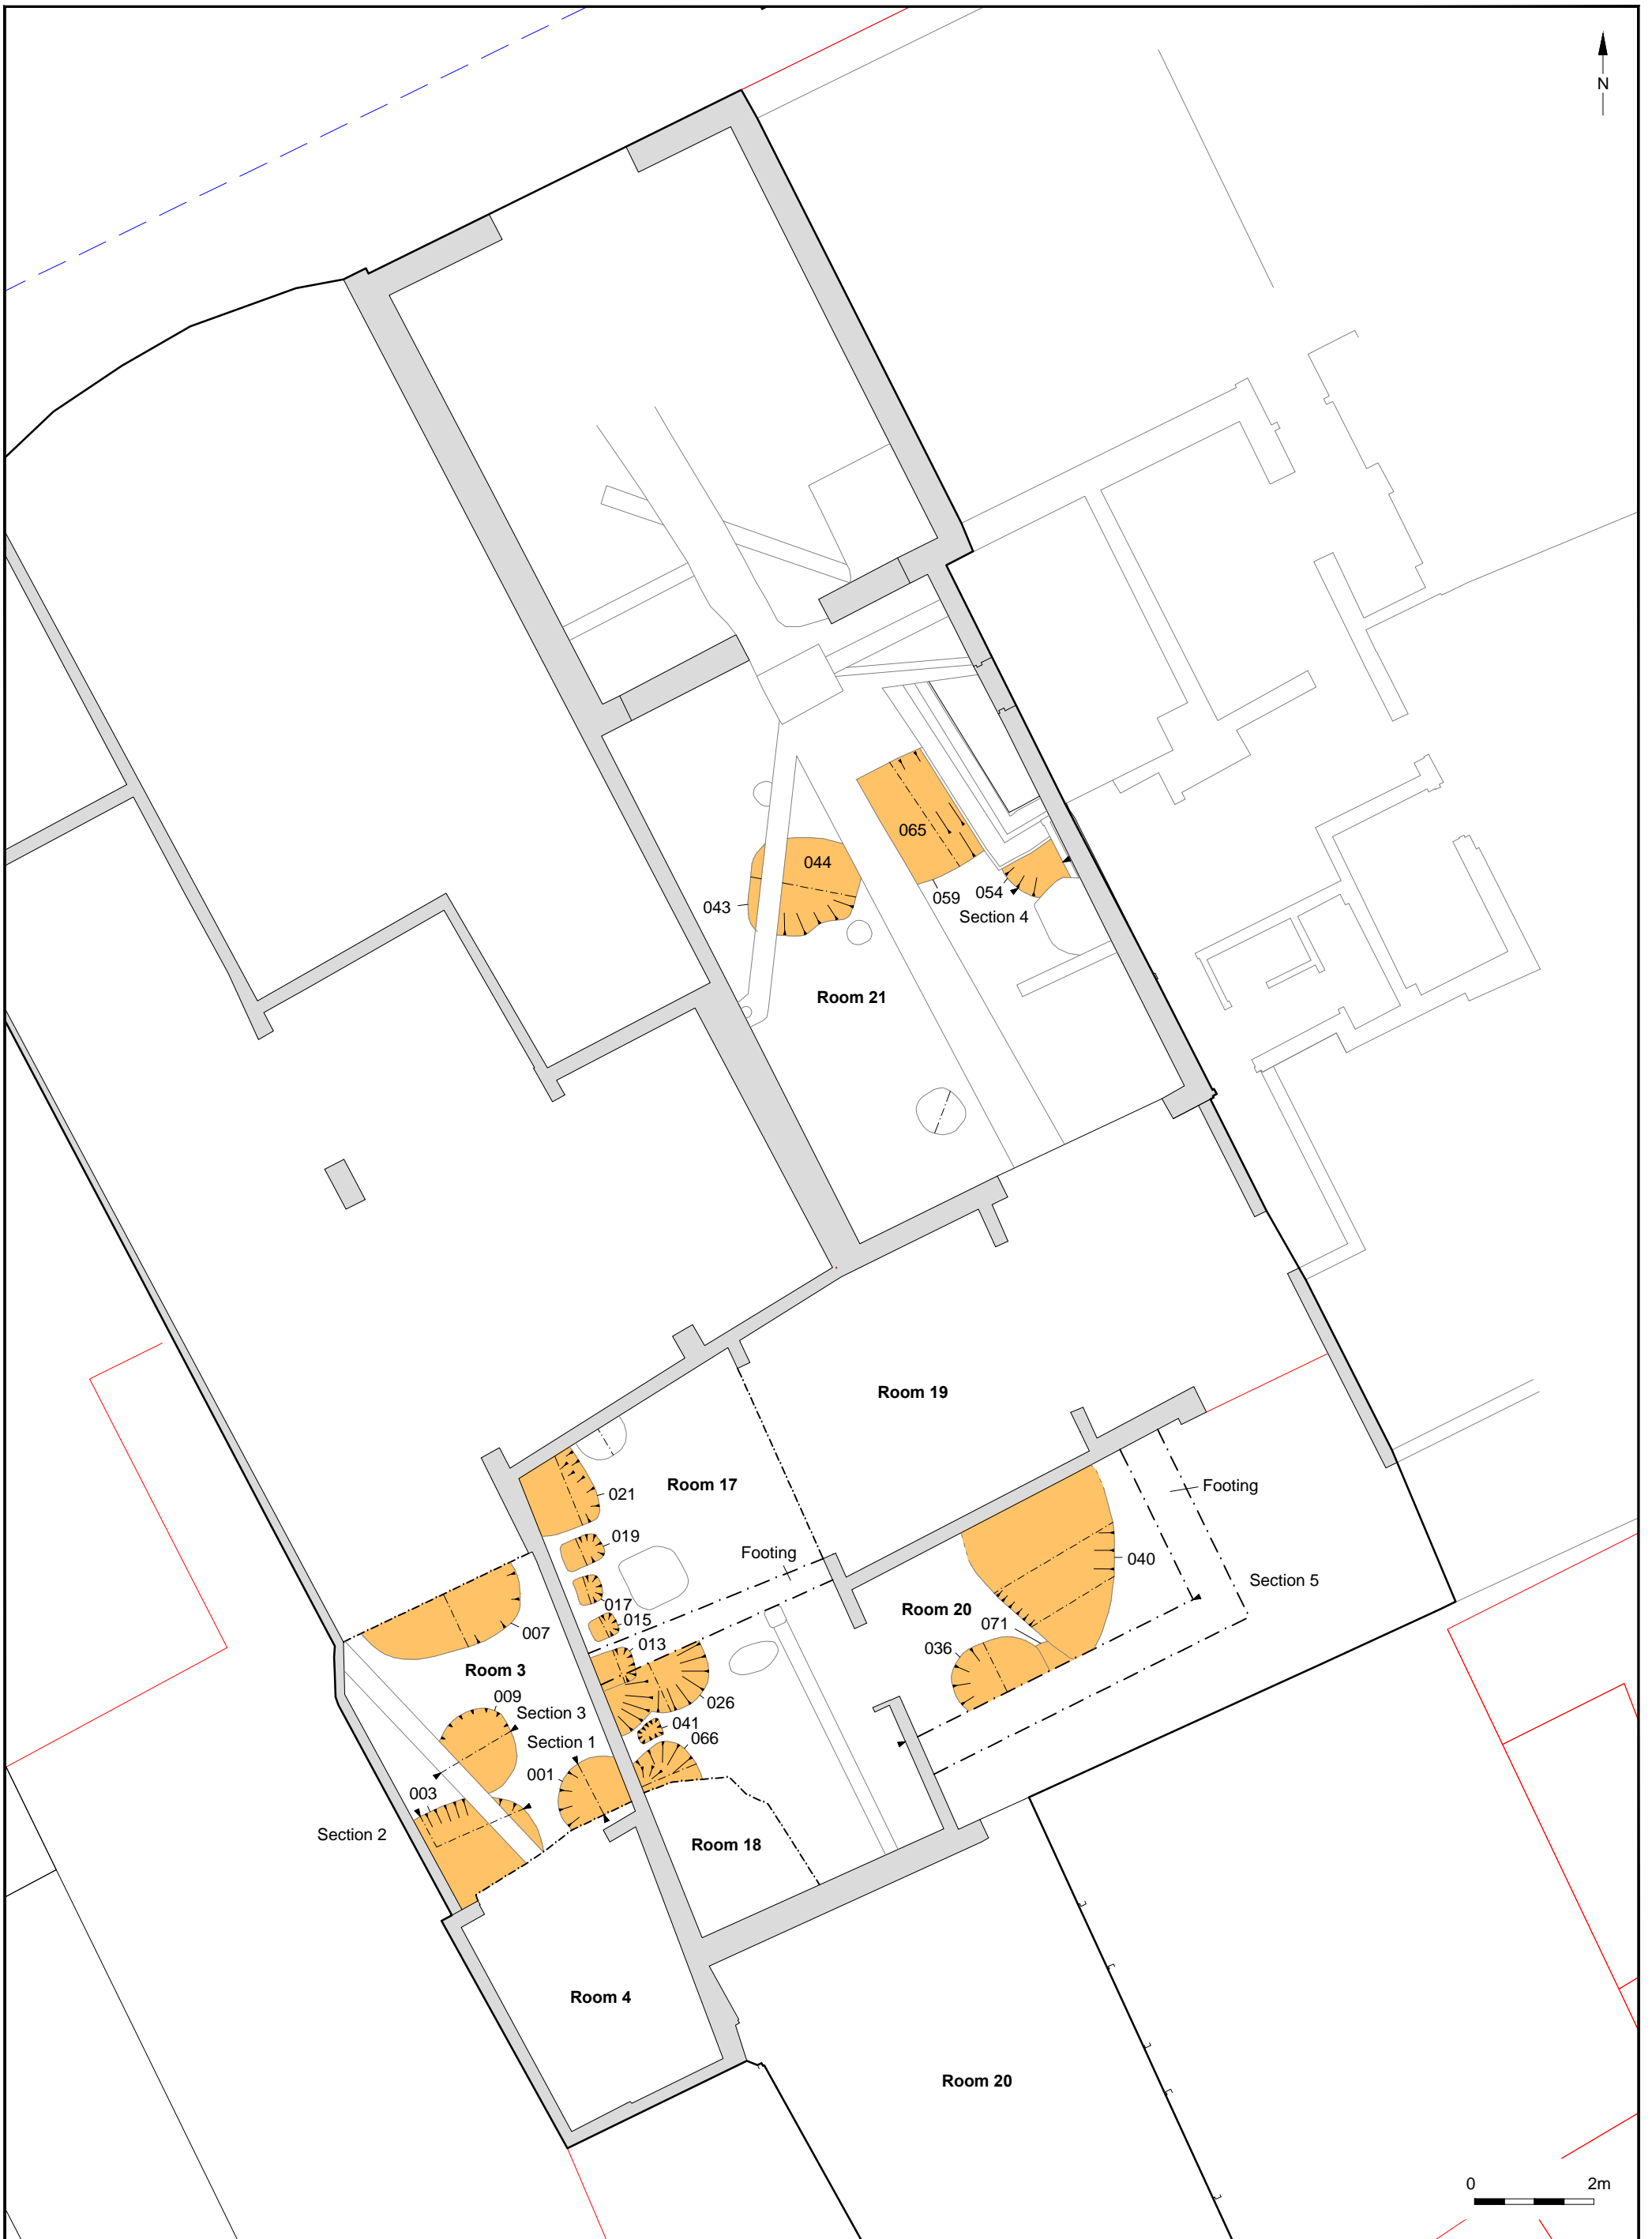 N
065
044
043
059
054
Section 4
Room 21
Room 19
Room 17
021
Footing
019
Footing
040
017
Section 5
Room 20
015
071
007
013
036
Room 3
009
026
Section 3
041
Section 1
066
001
003
Section 2
Room 18
Room 4
Room 20
0 2m